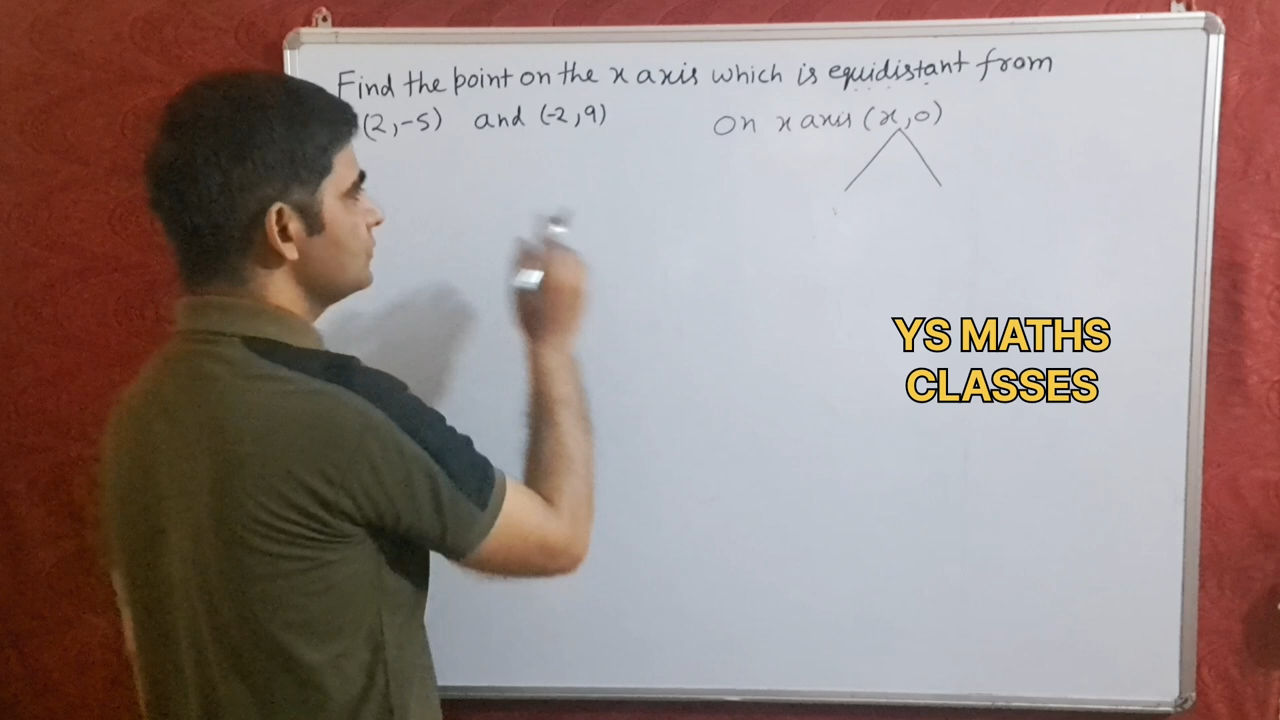 Find the point on the x axis which is equidistant from
(2,-5) and (-2,9)
On x axis (x,0)
YS MATHS
CLASSES